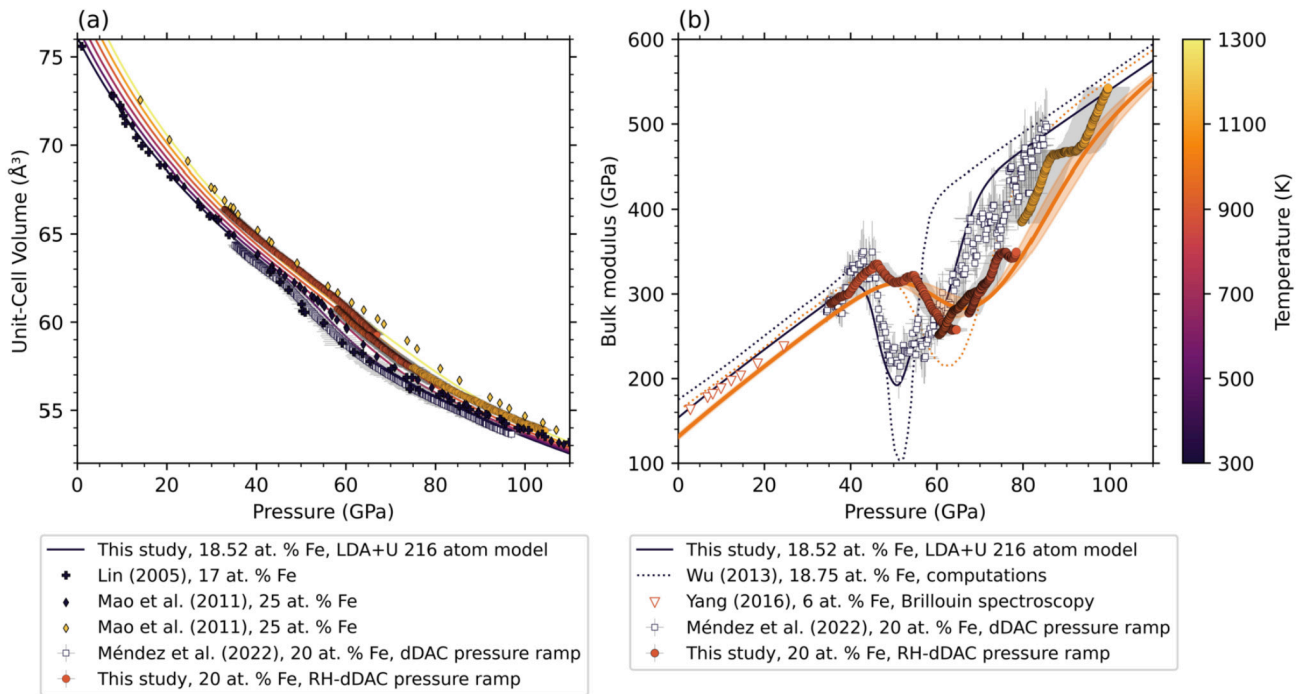 (a)
75
70
65
60
55
Unit-Cell Volume (Å³)
0 20 40 60 80 100
Pressure (GPa)
This study, 18.52 at. % Fe, LDA+U 216 atom model
Lin (2005), 17 at. % Fe
Mao et al. (2011), 25 at. % Fe
Mao et al. (2011), 25 at. % Fe
Méndez et al. (2022), 20 at. % Fe, dDAC pressure ramp
This study, 20 at. % Fe, RH-dDAC pressure ramp
(b)
600
500
400
300
200
100
Bulk modulus (GPa)
0 20 40 60 80 100
Pressure (GPa)
This study, 18.52 at. % Fe, LDA+U 216 atom model
Wu (2013), 18.75 at. % Fe, computations
Yang (2016), 6 at. % Fe, Brillouin spectroscopy
Méndez et al. (2022), 20 at. % Fe, dDAC pressure ramp
This study, 20 at. % Fe, RH-dDAC pressure ramp
1300
1100
900
700
500
300
Temperature (K)